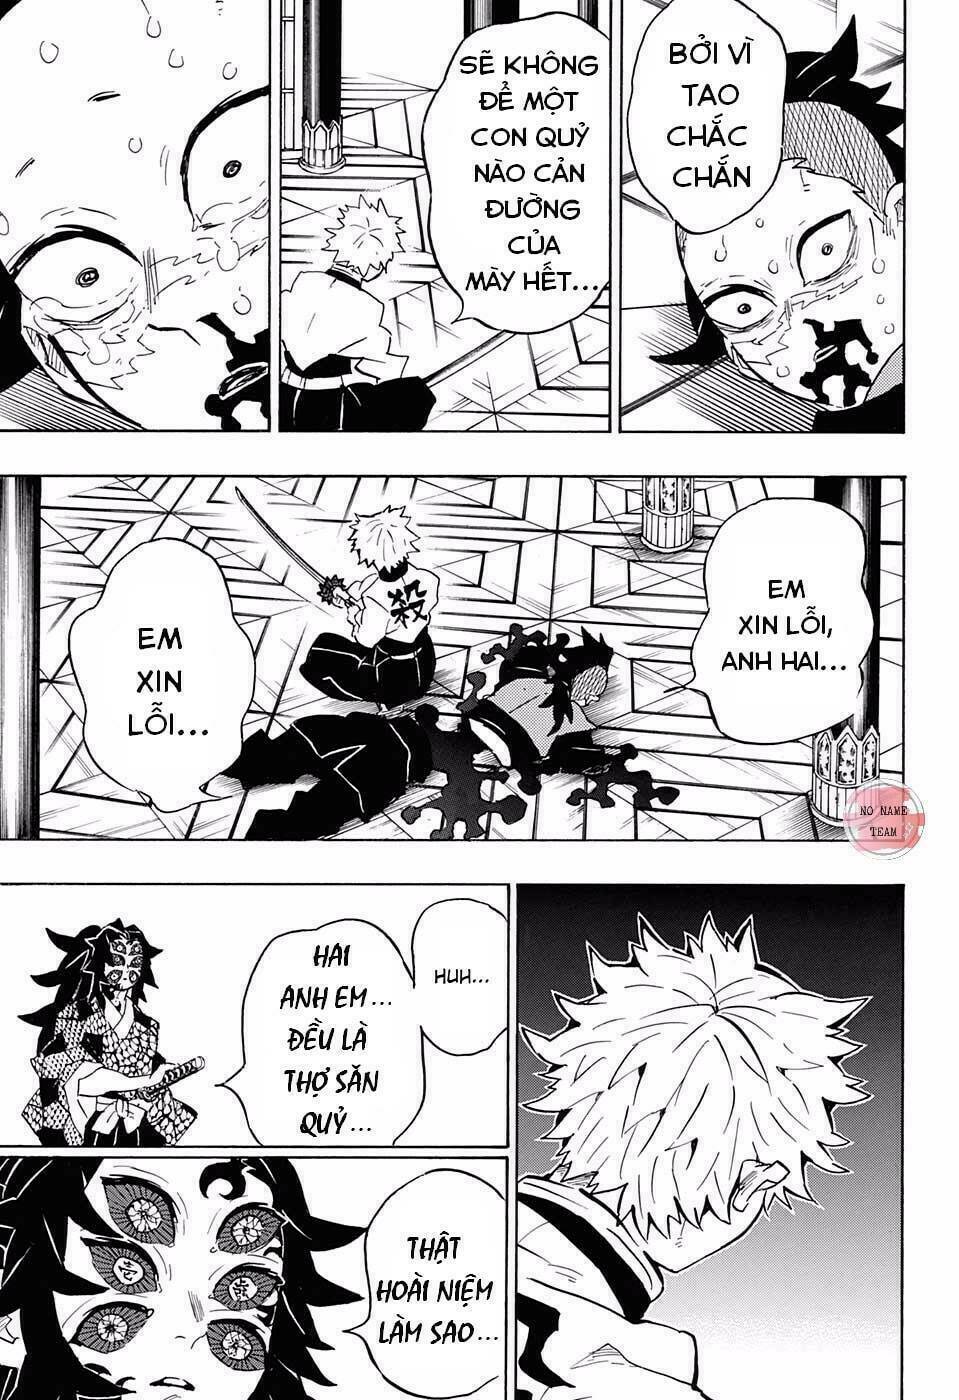 BỞI VÌ
TAO
CHẮC
CHẮN
SẼ KHÔNG
ĐỂ MỘT
CON QUỶ
NÀO CẢN
ĐƯỜNG
CỦA
MÀY HẾT...
EM
XIN LỖI,
ANH HAI...
殺
EM
XIN
LỖI...
NO NAME
TEAM
HUH...
HAI
ANH EM...
ĐỀU LÀ
THỢ SĂN
QUỶ...
THẬT
HOÀI NIỆM
LÀM SAO...
壱